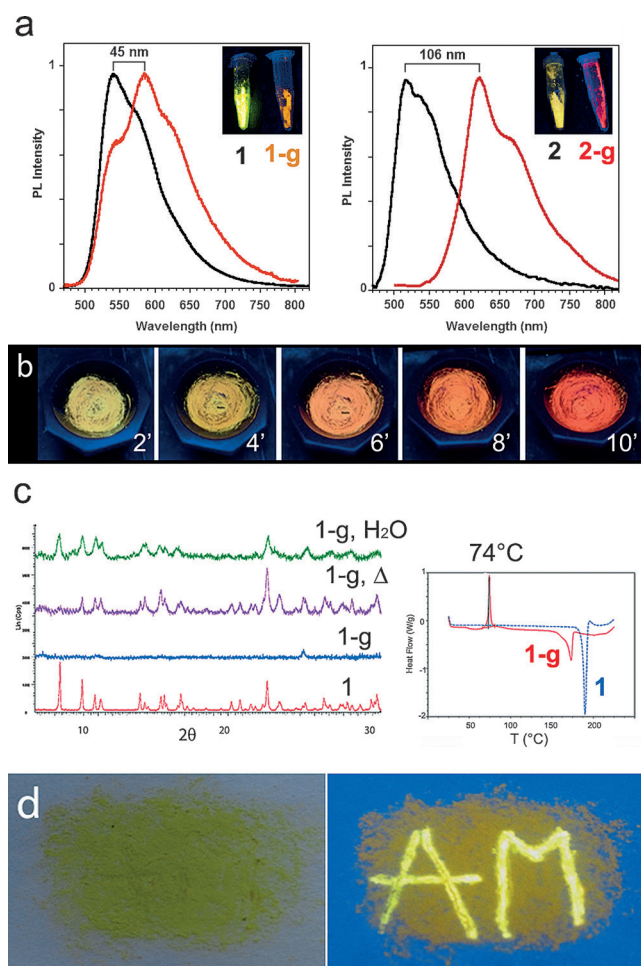 a
45 nm
1
PL Intensity
0
1
1-g
500 550 600 650 700 750 800
Wavelength (nm)
106 nm
1
PL Intensity
0
2
2-g
500 550 600 650 700 750 800
Wavelength (nm)
b
2' 4' 6' 8' 10'
c
1-g, H₂O
1-g, Δ
1-g
1
Lin (Cps)
10 20 30
2θ
74°C
Heat Flow (W/g)
1
0
-1
-2
1-g
1
50 100 150 200
T (°C)
d
AM